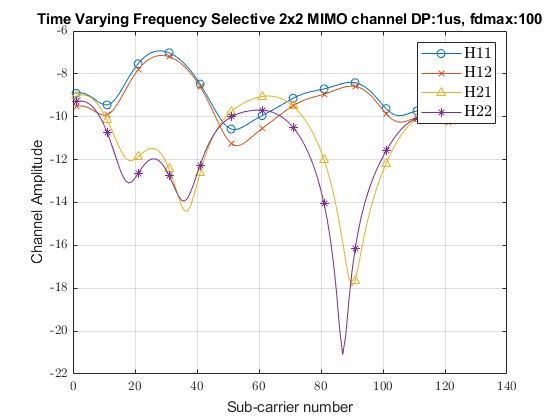 Time Varying Frequency Selective 2x2 MIMO channel DP:1us, fdmax:100
-6
-8
-10
-12
-14
-16
-18
-20
-22
Channel Amplitude
H11
H12
H21
H22
0 20 40 60 80 100 120 140
Sub-carrier number